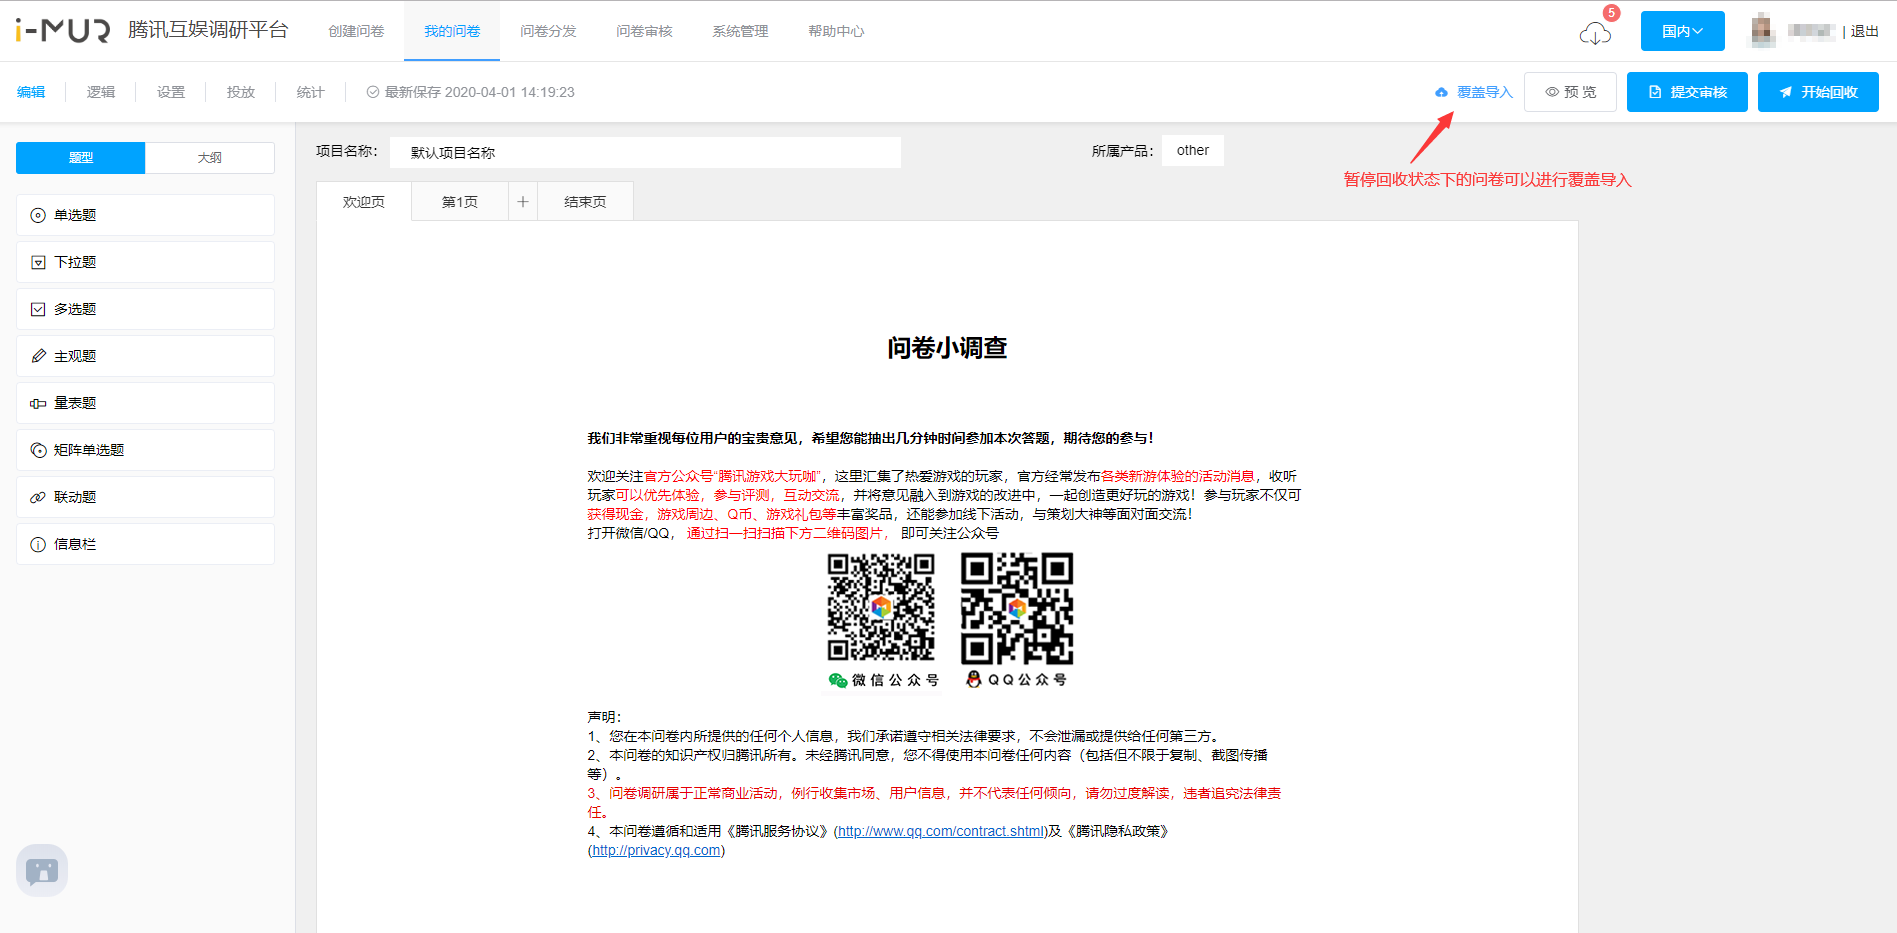 i-MUR 腾讯互娱调研平台 创建问卷 我的问卷 问卷分发 问卷审核 系统管理 帮助中心 5 国内 | 退出
编辑 逻辑 设置 投放 统计 最新保存 2020-04-01 14:19:23 覆盖导入 预 览 提交审核 开始回收
暂停回收状态下的问卷可以进行覆盖导入
题型 大纲
单选题
下拉题
多选题
主观题
量表题
矩阵单选题
联动题
信息栏
项目名称： 默认项目名称 所属产品： other
欢迎页 第1页 + 结束页
问卷小调查
我们非常重视每位用户的宝贵意见，希望您能抽出几分钟时间参加本次答题，期待您的参与！
欢迎关注官方公众号“腾讯游戏大玩咖”，这里汇集了热爱游戏的玩家，官方经常发布各类新游体验的活动消息，收听
玩家可以优先体验，参与评测，互动交流，并将意见融入到游戏的改进中，一起创造更好玩的游戏！参与玩家不仅可
获得现金，游戏周边、Q币、游戏礼包等丰富奖品，还能参加线下活动，与策划大神等面对面交流！
打开微信/QQ， 通过扫一扫扫描下方二维码图片， 即可关注公众号
微信公众号 QQ公众号
声明：
1、您在本问卷内所提供的任何个人信息，我们承诺遵守相关法律要求，不会泄漏或提供给任何第三方。
2、本问卷的知识产权归腾讯所有。未经腾讯同意，您不得使用本问卷任何内容（包括但不限于复制、截图传播
等）。
3、问卷调研属于正常商业活动，例行收集市场、用户信息，并不代表任何倾向，请勿过度解读，违者追究法律责
任。
4、本问卷遵循和适用《腾讯服务协议》(http://www.qq.com/contract.shtml)及《腾讯隐私政策》
(http://privacy.qq.com)